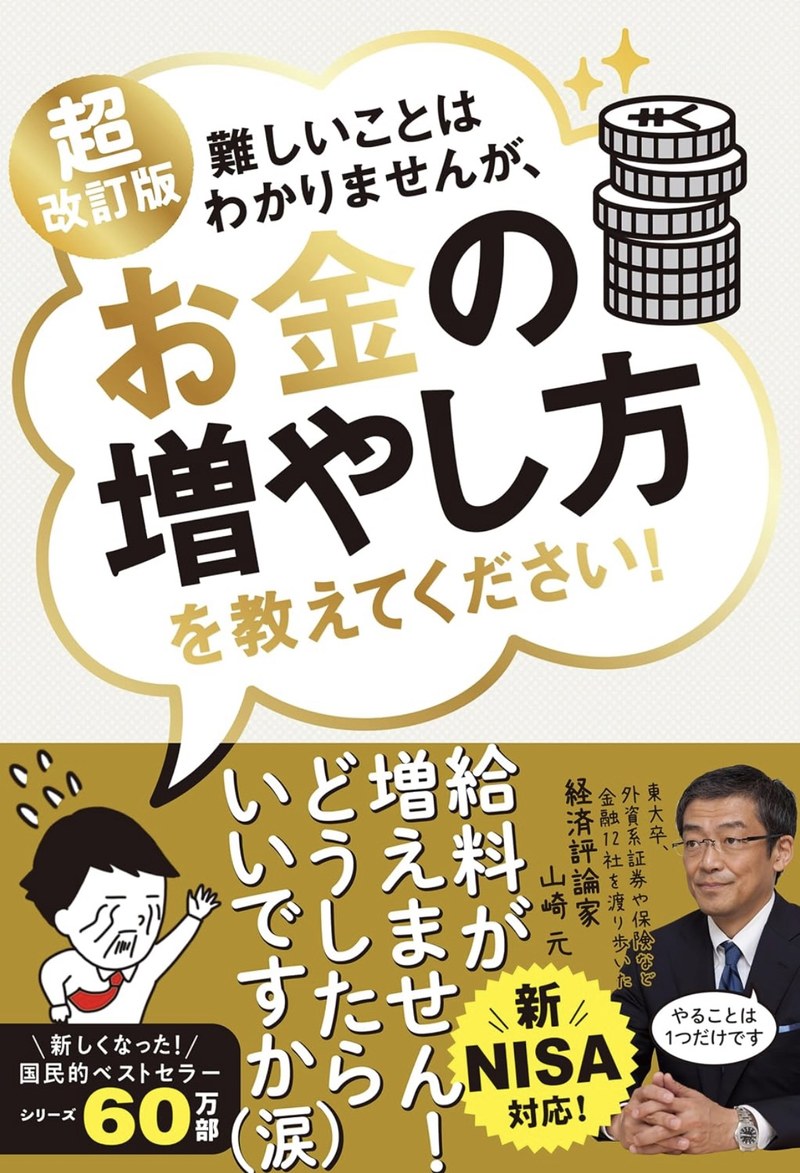 超
改訂版
難しいことは
わかりませんが、
お金の
増やし方
を教えてください!
給料が
増えません!
どうしたら
いいですか(涙)
東大卒、
外資系証券や保険など
金融12社を渡り歩いた
経済評論家
山崎 元
新
NISA
対応!
やることは
1つだけです
\新しくなった!/
国民的ベストセラー
シリーズ60万部